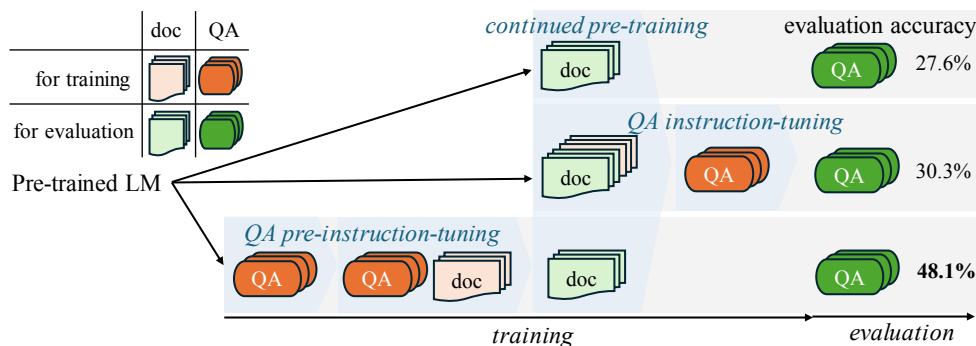 doc QA
for training
for evaluation
Pre-trained LM
continued pre-training
evaluation accuracy
doc
QA
27.6%
QA instruction-tuning
doc
QA
QA
30.3%
QA pre-instruction-tuning
QA
QA
doc
doc
QA
48.1%
training
evaluation